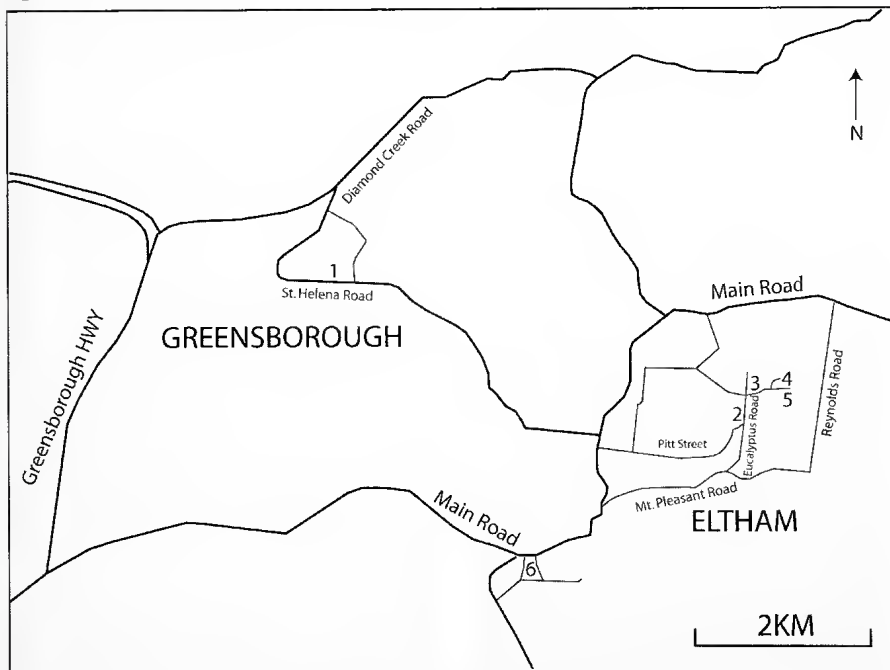 N
Diamond Creek Road
1
St. Helena Road
Main Road
GREENSBOROUGH
Greensborough HWY
3
4
5
2
Eucalyptus Road
Reynolds Road
Pitt Street
Mt. Pleasant Road
Main Road
ELTHAM
6
2KM